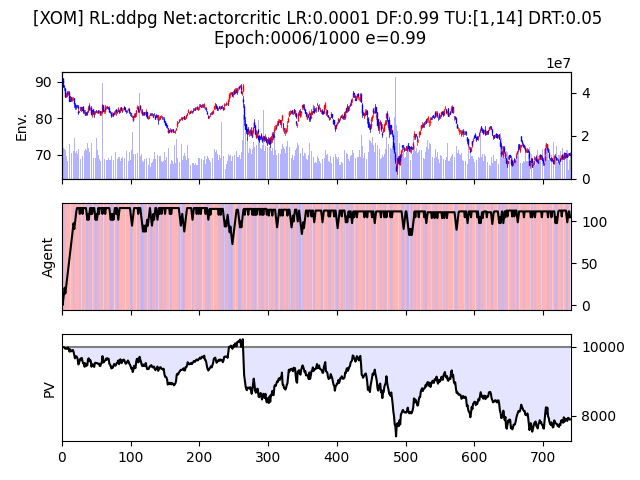 [XOM] RL:ddpg Net:actorcritic LR:0.0001 DF:0.99 TU:[1,14] DRT:0.05
Epoch:0006/1000 e=0.99
1e7
Env.
90
80
70
4
2
0
Agent
100
50
0
PV
10000
8000
0 100 200 300 400 500 600 700